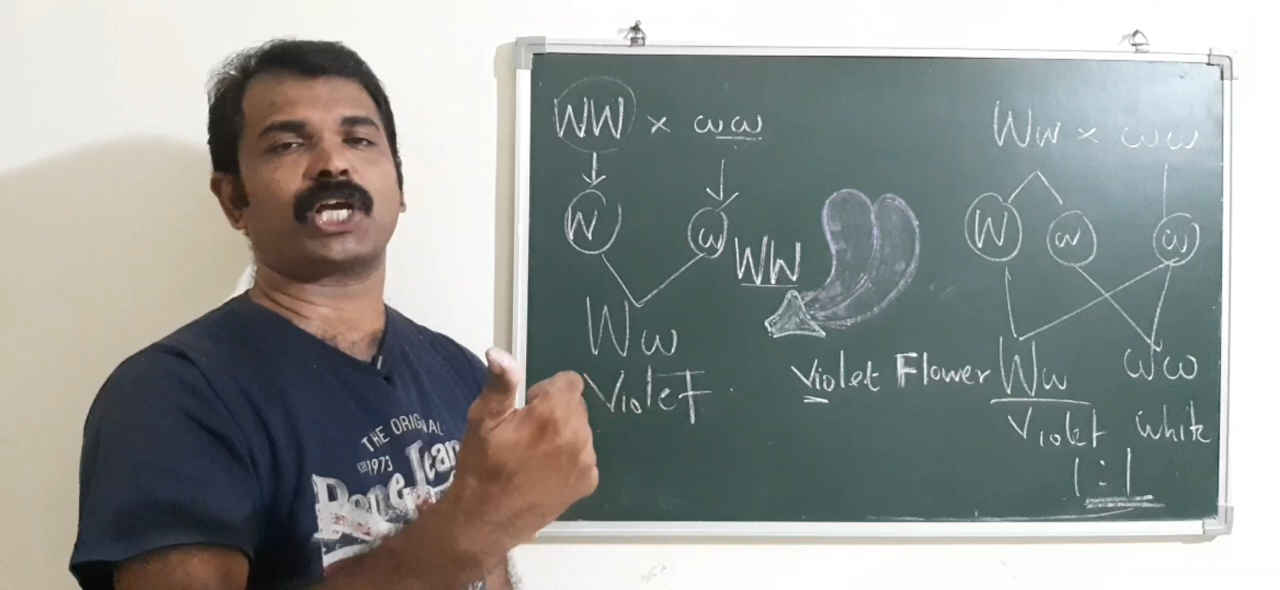 WW × ww
W w
Ww
Violet
WW
Violet Flower
Ww × ww
W w w
Ww ww
Violet White
1:1
THE ORIGINAL
1973